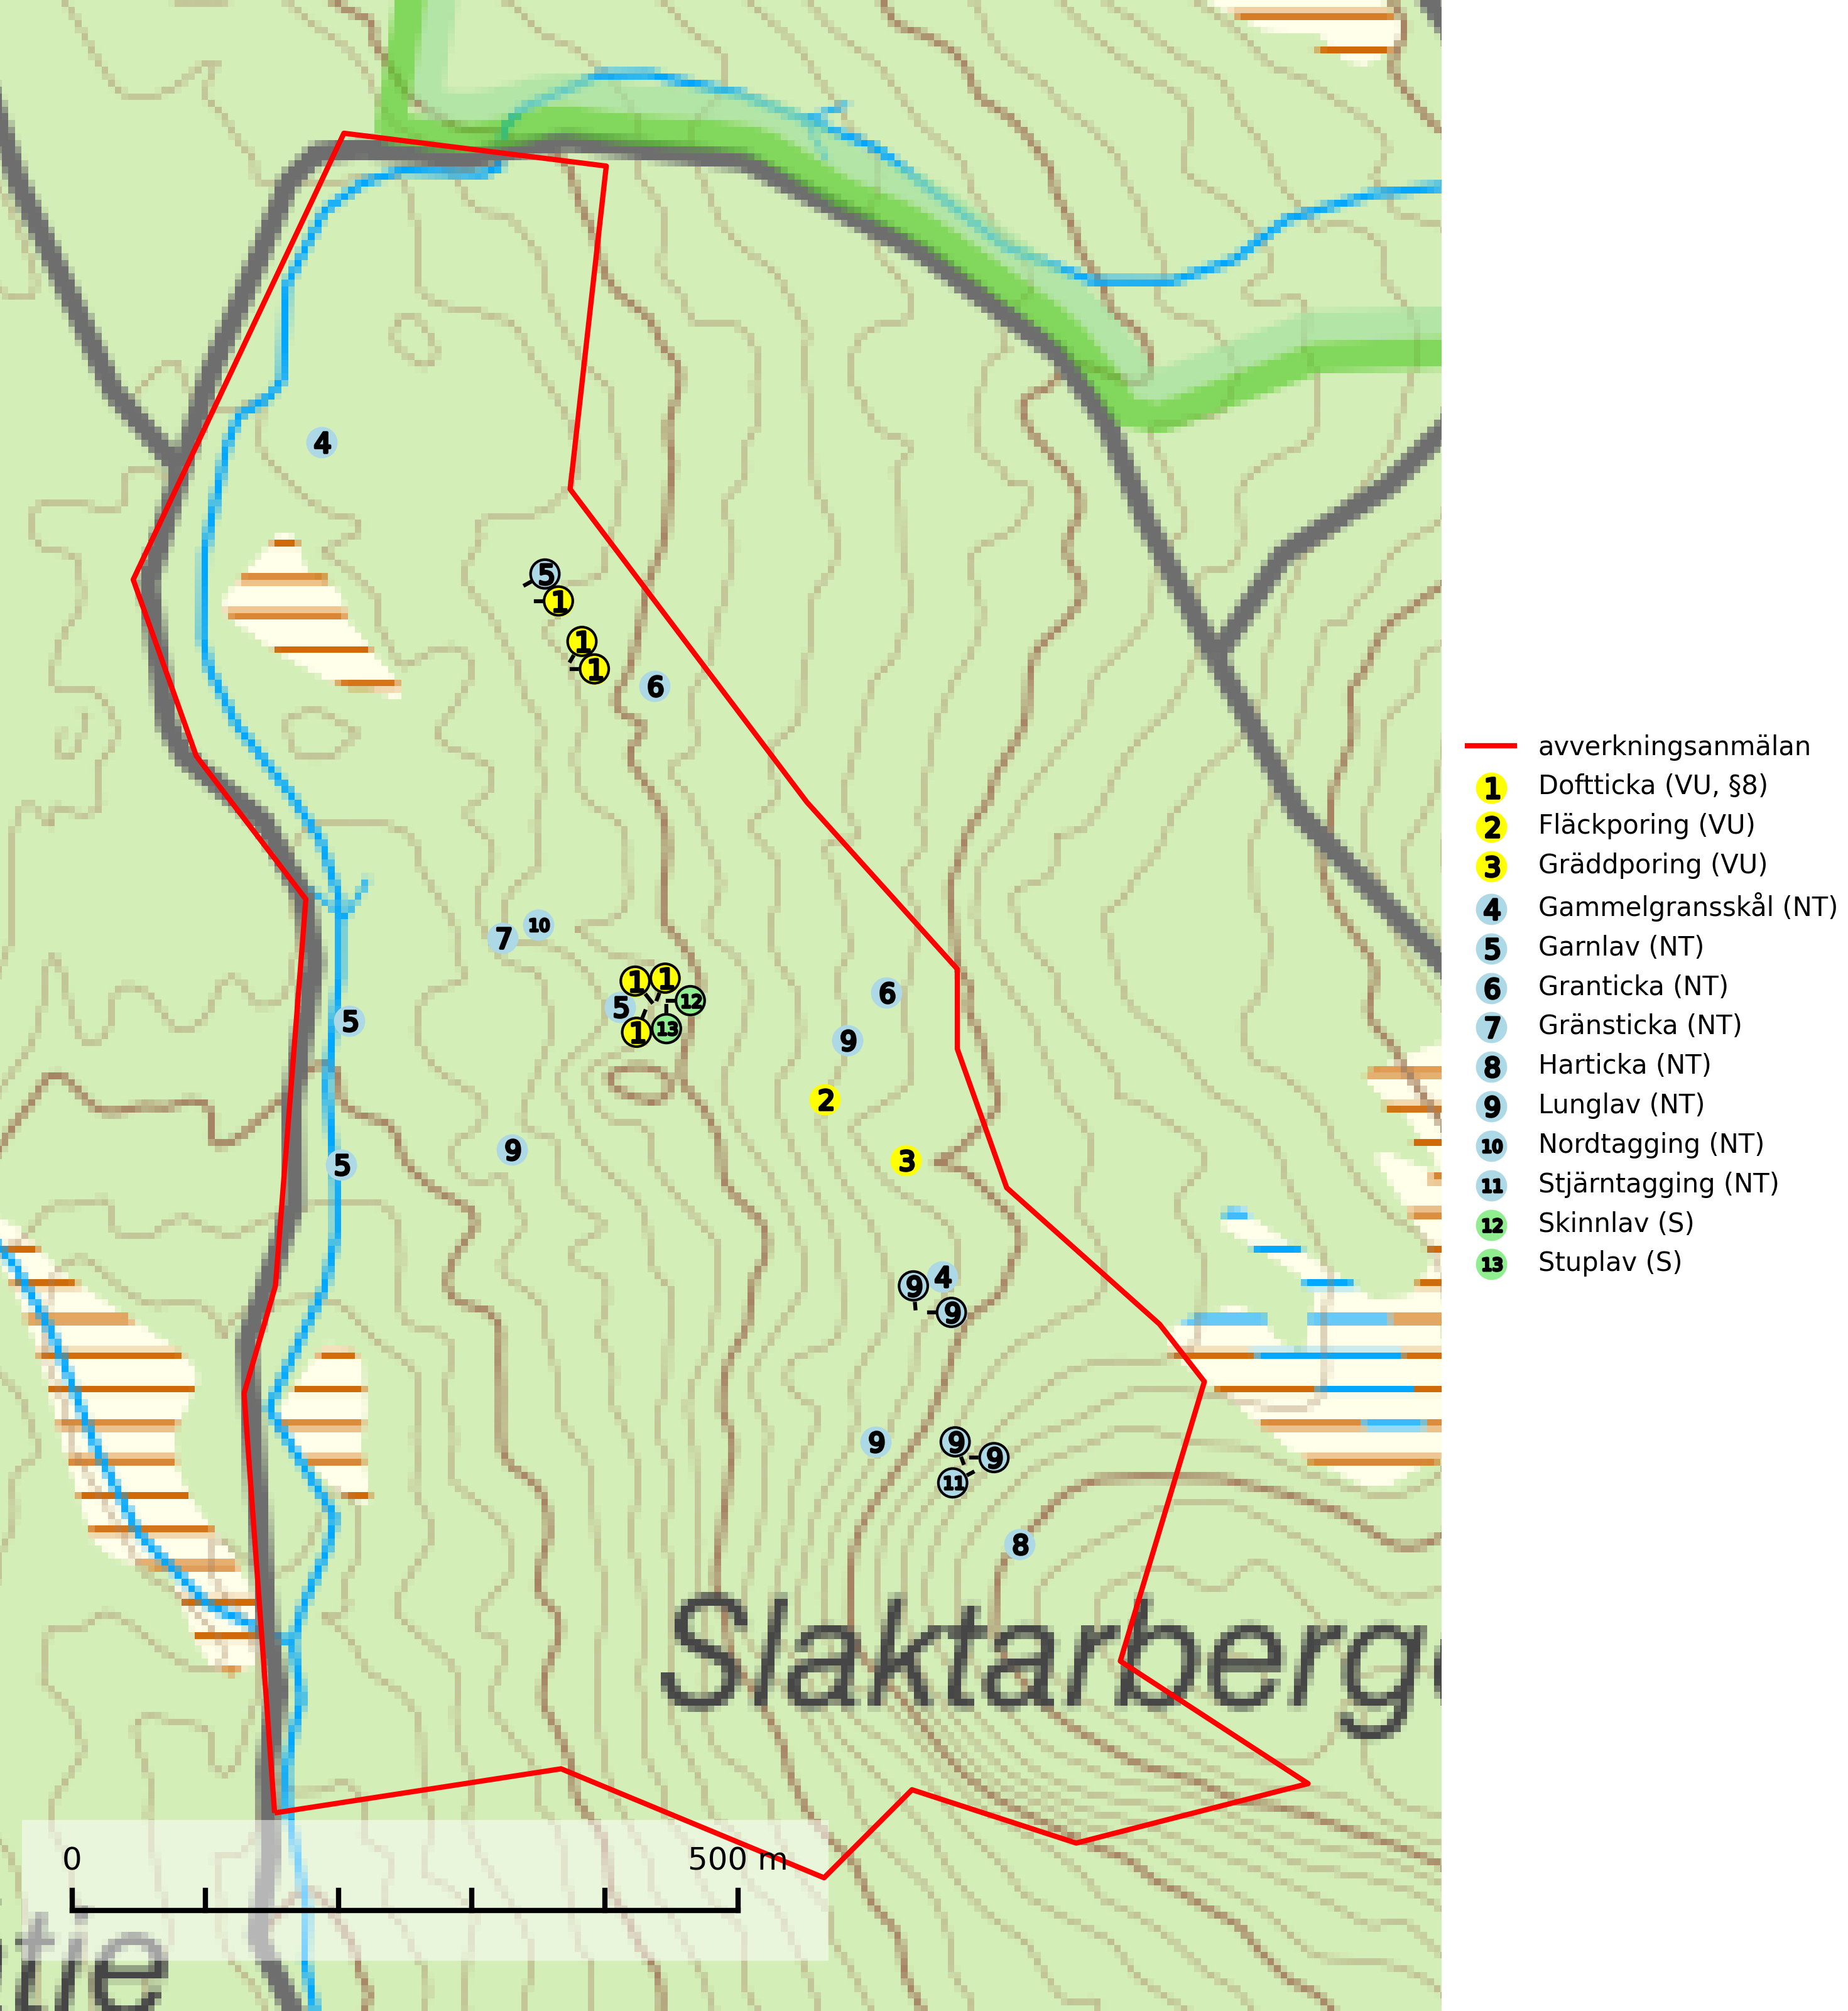 4
5
1
1
1
6
10
7
1
1
12
5
13
1
6
5
9
2
9
3
5
4
9
9
9
9
9
11
8
Slaktarberg
0 500 m
tje
avverkningsanmälan
1 Doftticka (VU, §8)
2 Fläckporing (VU)
3 Gräddporing (VU)
4 Gammelgransskål (NT)
5 Garnlav (NT)
6 Granticka (NT)
7 Gränsticka (NT)
8 Harticka (NT)
9 Lunglav (NT)
10 Nordtagging (NT)
11 Stjärntagging (NT)
12 Skinnlav (S)
13 Stuplav (S)